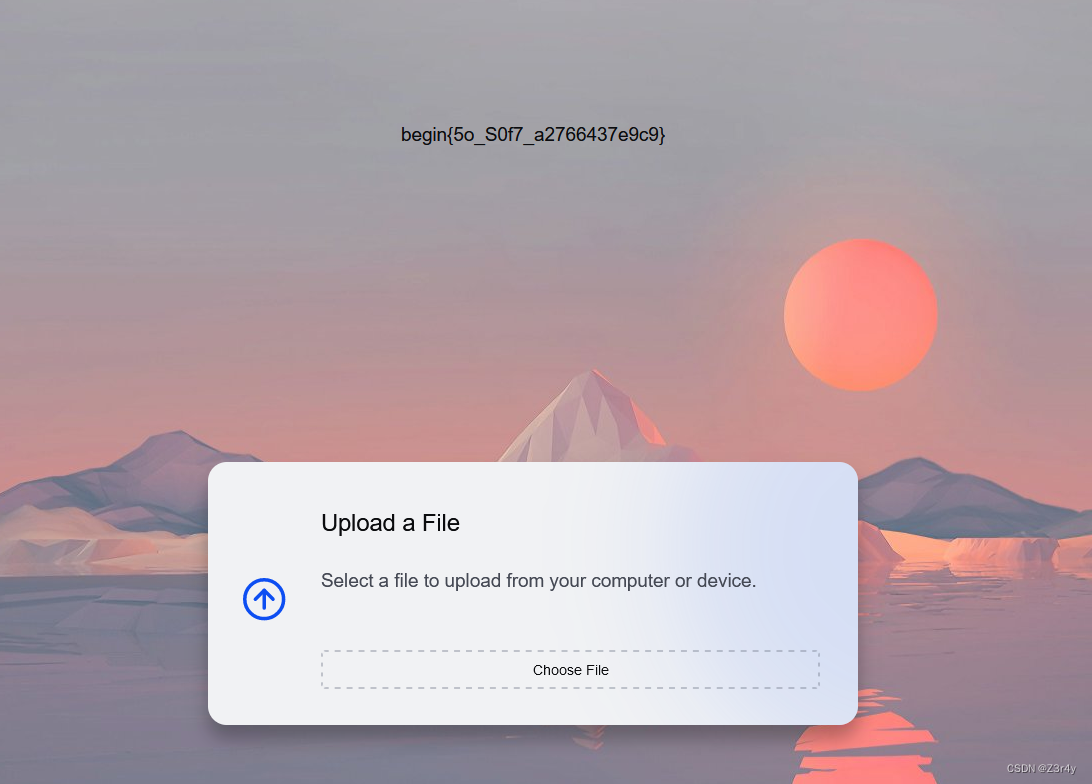 begin{5o_S0f7_a2766437e9c9}
Upload a File
Select a file to upload from your computer or device.
Choose File
CSDN @Z3r4y